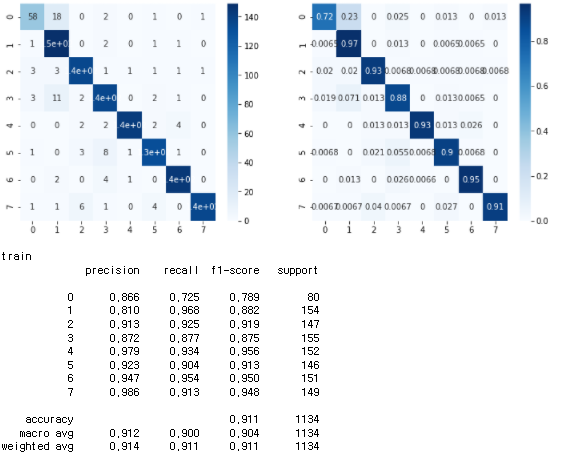 0 58 18 0 2 0 1 0 1
1 1 .5e+0 0 2 0 1 1 0
2 3 3 .4e+0 1 1 1 1 1
3 3 11 2 .4e+0 0 2 1 0
4 0 0 2 2 .4e+0 2 4 0
5 1 0 3 8 1 3e+0 1 0
6 0 2 0 4 1 0 4e+0 0
7 1 1 6 1 0 4 0 .4e+0
0 1 2 3 4 5 6 7
140
120
100
80
60
40
20
0
0 0.72 0.23 0 0.025 0 0.013 0 0.013
1 0.0065 0.97 0 0.013 0 0.0065 0.0065 0
2 0.02 0.02 0.93 0.0068 0.0068 0.0068 0.0068 0.0068
3 0.019 0.071 0.013 0.88 0 0.013 0.0065 0
4 0 0 0.013 0.013 0.93 0.013 0.026 0
5 0.0068 0 0.021 0.055 0.0068 0.9 0.0068 0
6 0 0.013 0 0.026 0.0066 0 0.95 0
7 0.0067 0.0067 0.04 0.0067 0 0.027 0 0.91
0 1 2 3 4 5 6 7
0.8
0.6
0.4
0.2
0.0
train
precision recall f1-score support
0 0.866 0.725 0.789 80
1 0.810 0.968 0.882 154
2 0.913 0.925 0.919 147
3 0.872 0.877 0.875 155
4 0.979 0.934 0.956 152
5 0.923 0.904 0.913 146
6 0.947 0.954 0.950 151
7 0.986 0.913 0.948 149
accuracy 0.911 1134
macro avg 0.912 0.900 0.904 1134
weighted avg 0.914 0.911 0.911 1134